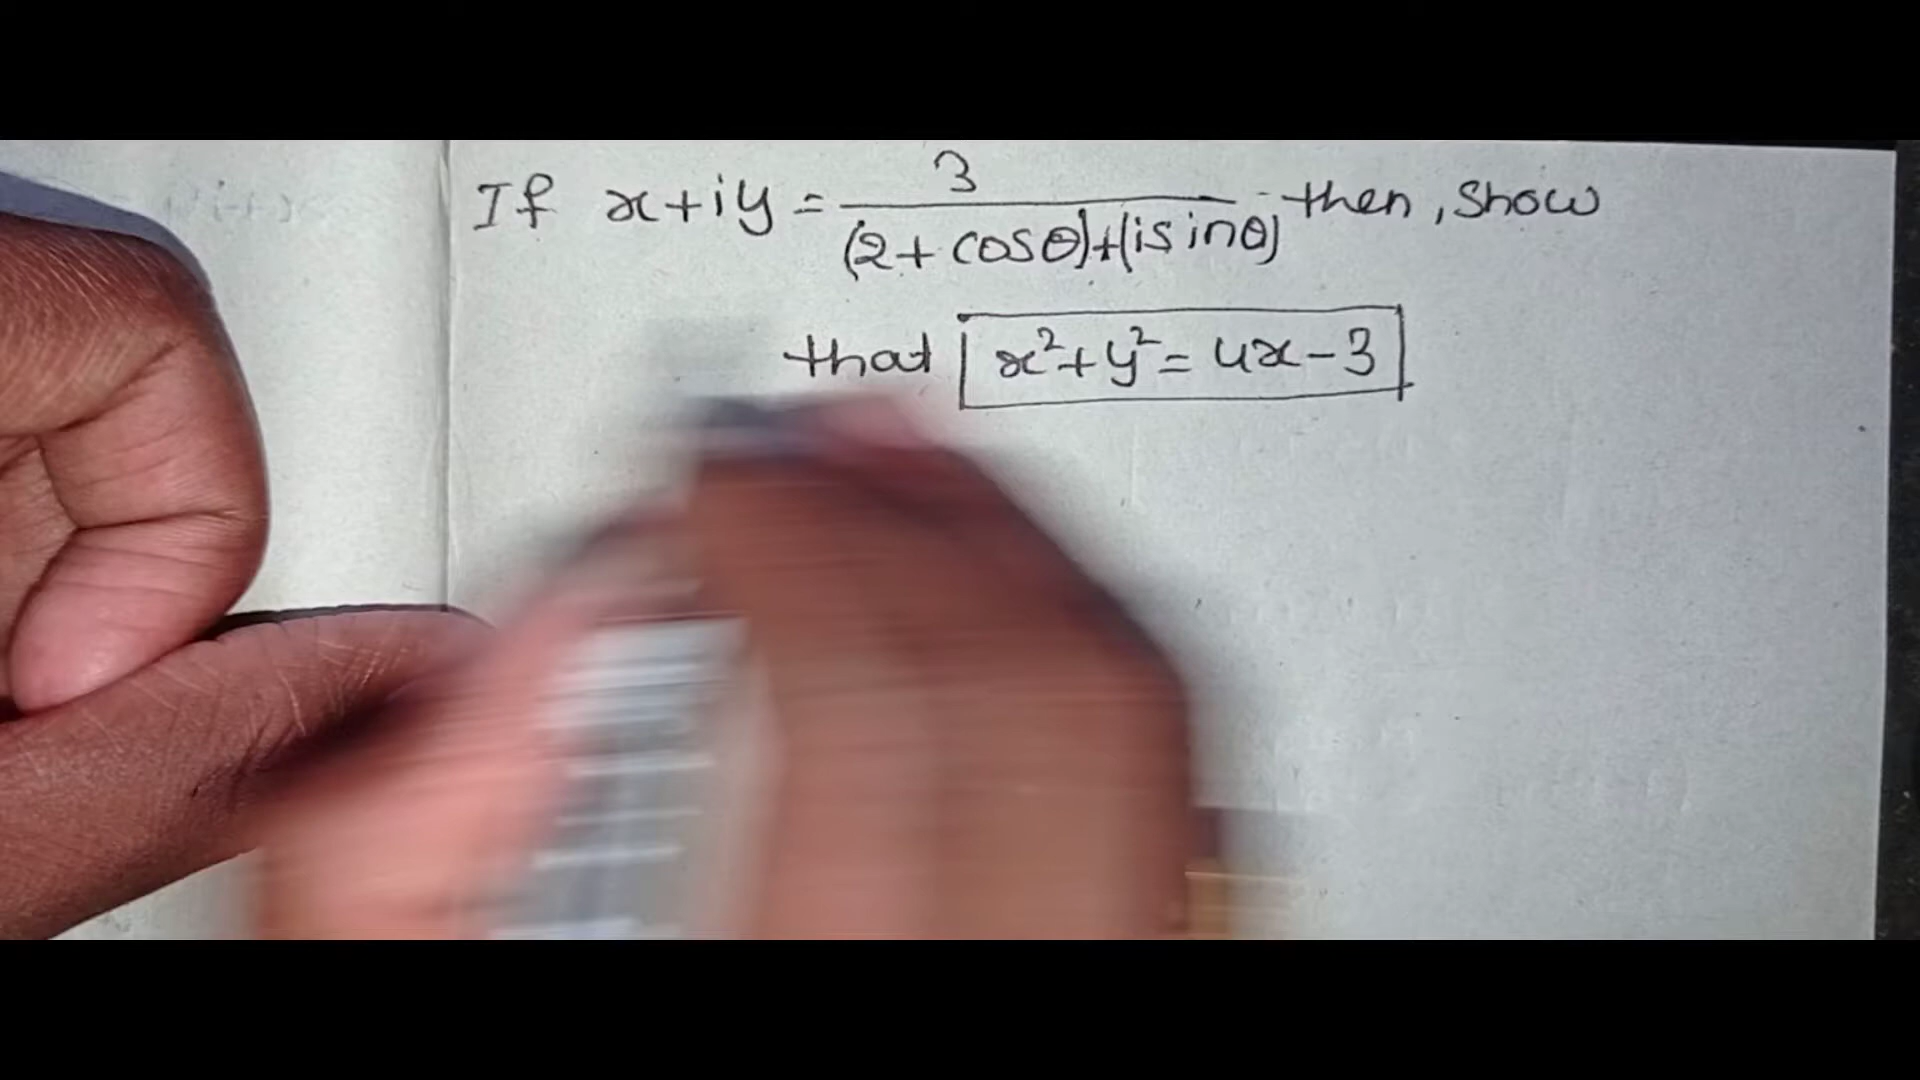 If x+iy = 3/((2+cosθ)+(isinθ)) then, show
that x²+y² = 4x-3